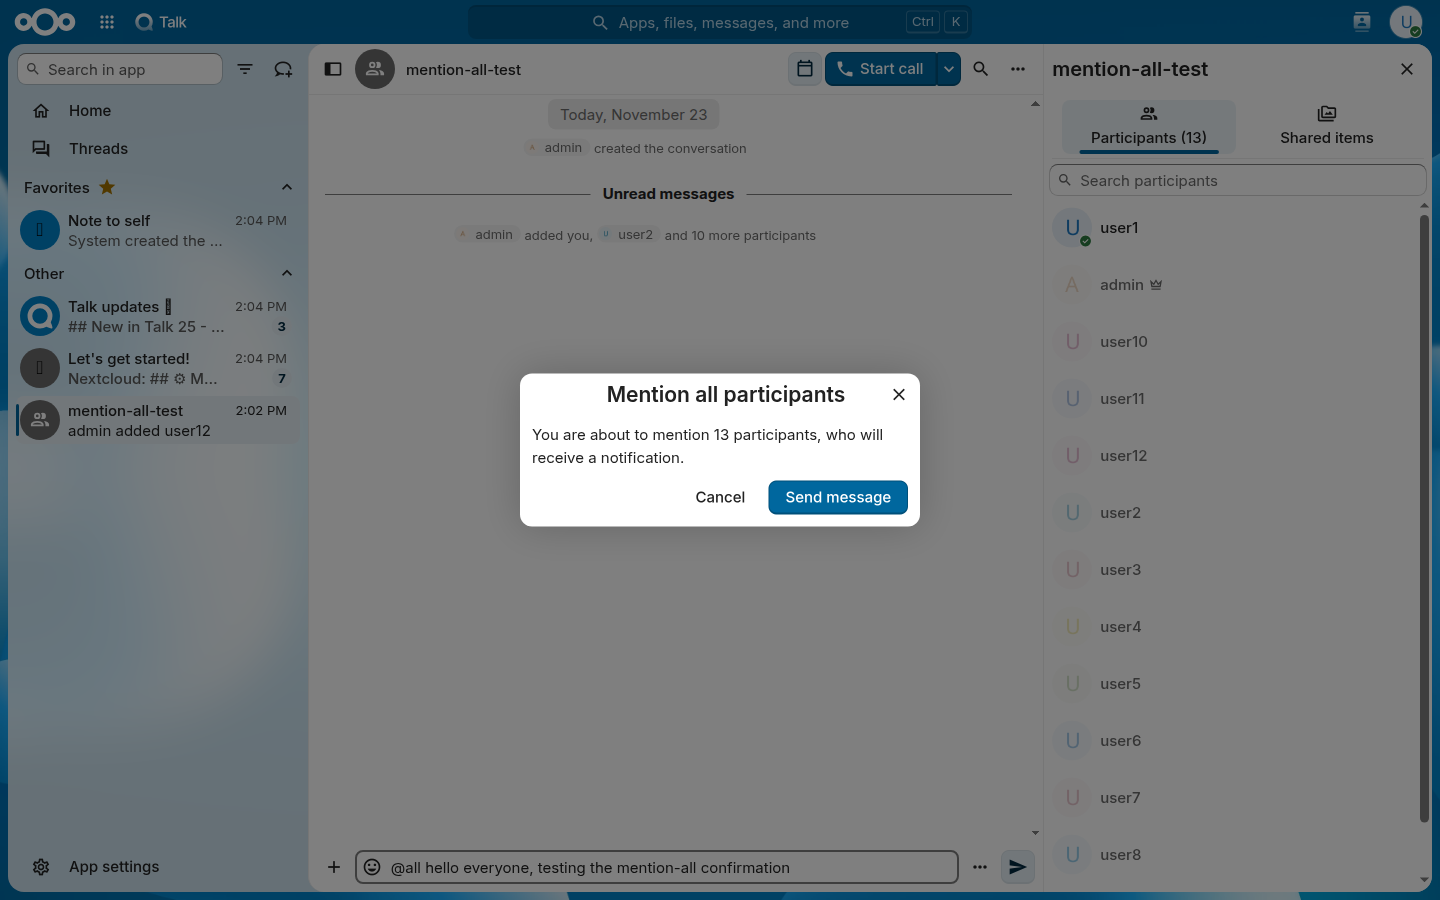 Talk
Apps, files, messages, and more
Ctrl
K
U
Search in app
Home
Threads
Favorites
Note to self
2:04 PM
System created the ...
Other
Talk updates
2:04 PM
## New in Talk 25 - ...
3
Let's get started!
2:04 PM
Nextcloud: ## ⚙ M...
7
mention-all-test
2:02 PM
admin added user12
App settings
mention-all-test
Start call
Today, November 23
A admin created the conversation
Unread messages
A admin added you, U user2 and 10 more participants
Mention all participants
You are about to mention 13 participants, who will
receive a notification.
Cancel
Send message
@all hello everyone, testing the mention-all confirmation
mention-all-test
Participants (13)
Shared items
Search participants
U user1
A admin
U user10
U user11
U user12
U user2
U user3
U user4
U user5
U user6
U user7
U user8